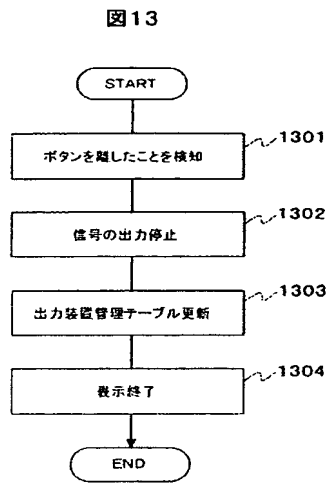 図13
START
ボタンを離したことを検知
1301
信号の出力停止
1302
出力装置管理テーブル更新
1303
表示終了
1304
END